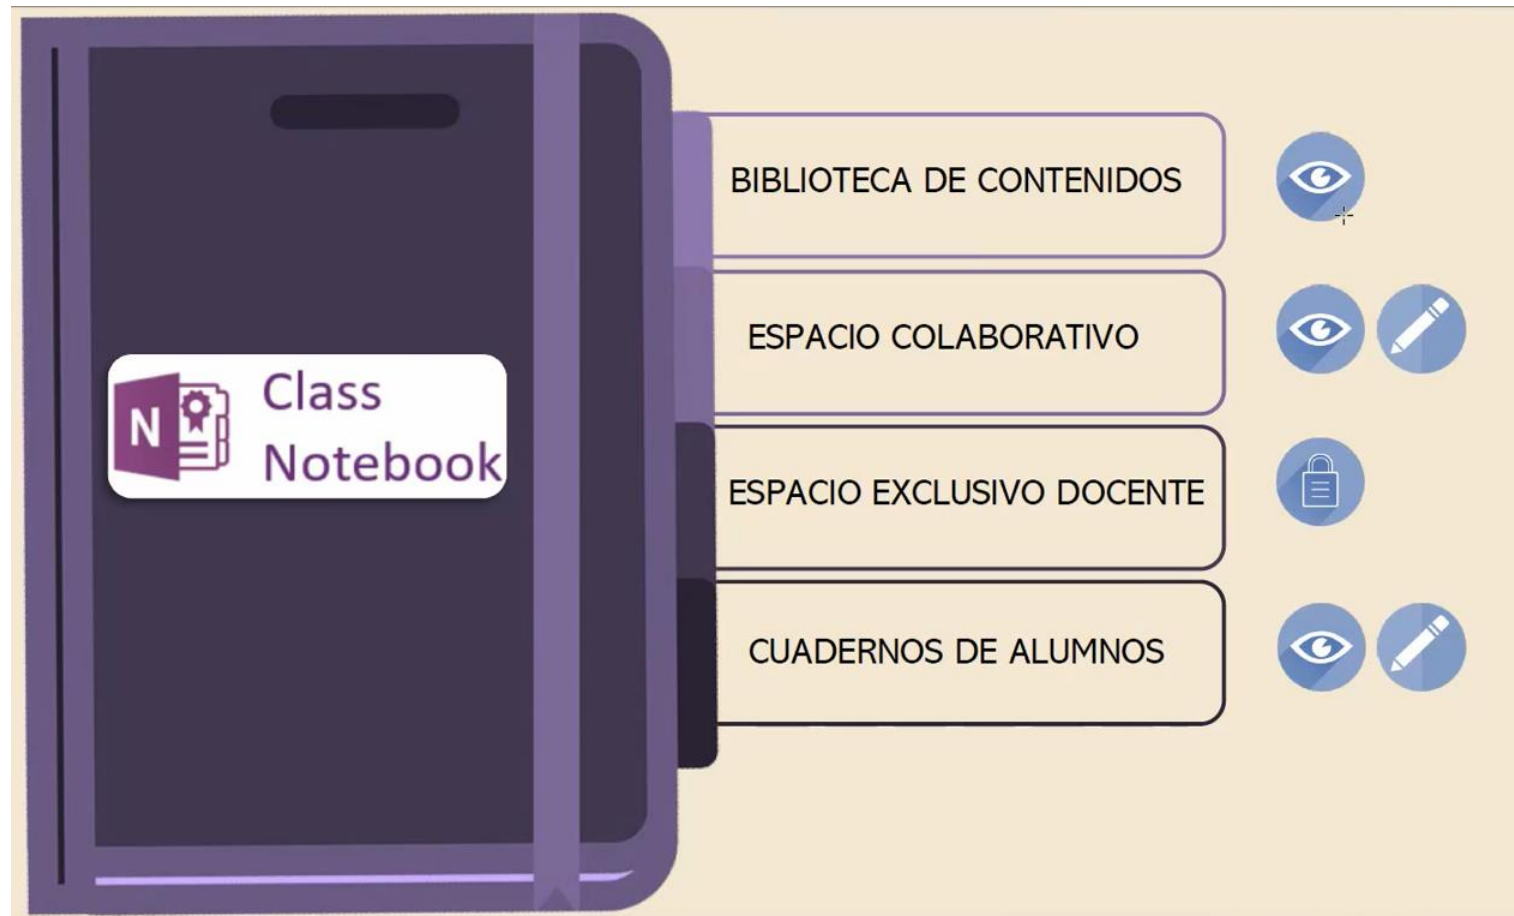 BIBLIOTECA DE CONTENIDOS
ESPACIO COLABORATIVO
N
Class
Notebook
ESPACIO EXCLUSIVO DOCENTE
CUADERNOS DE ALUMNOS